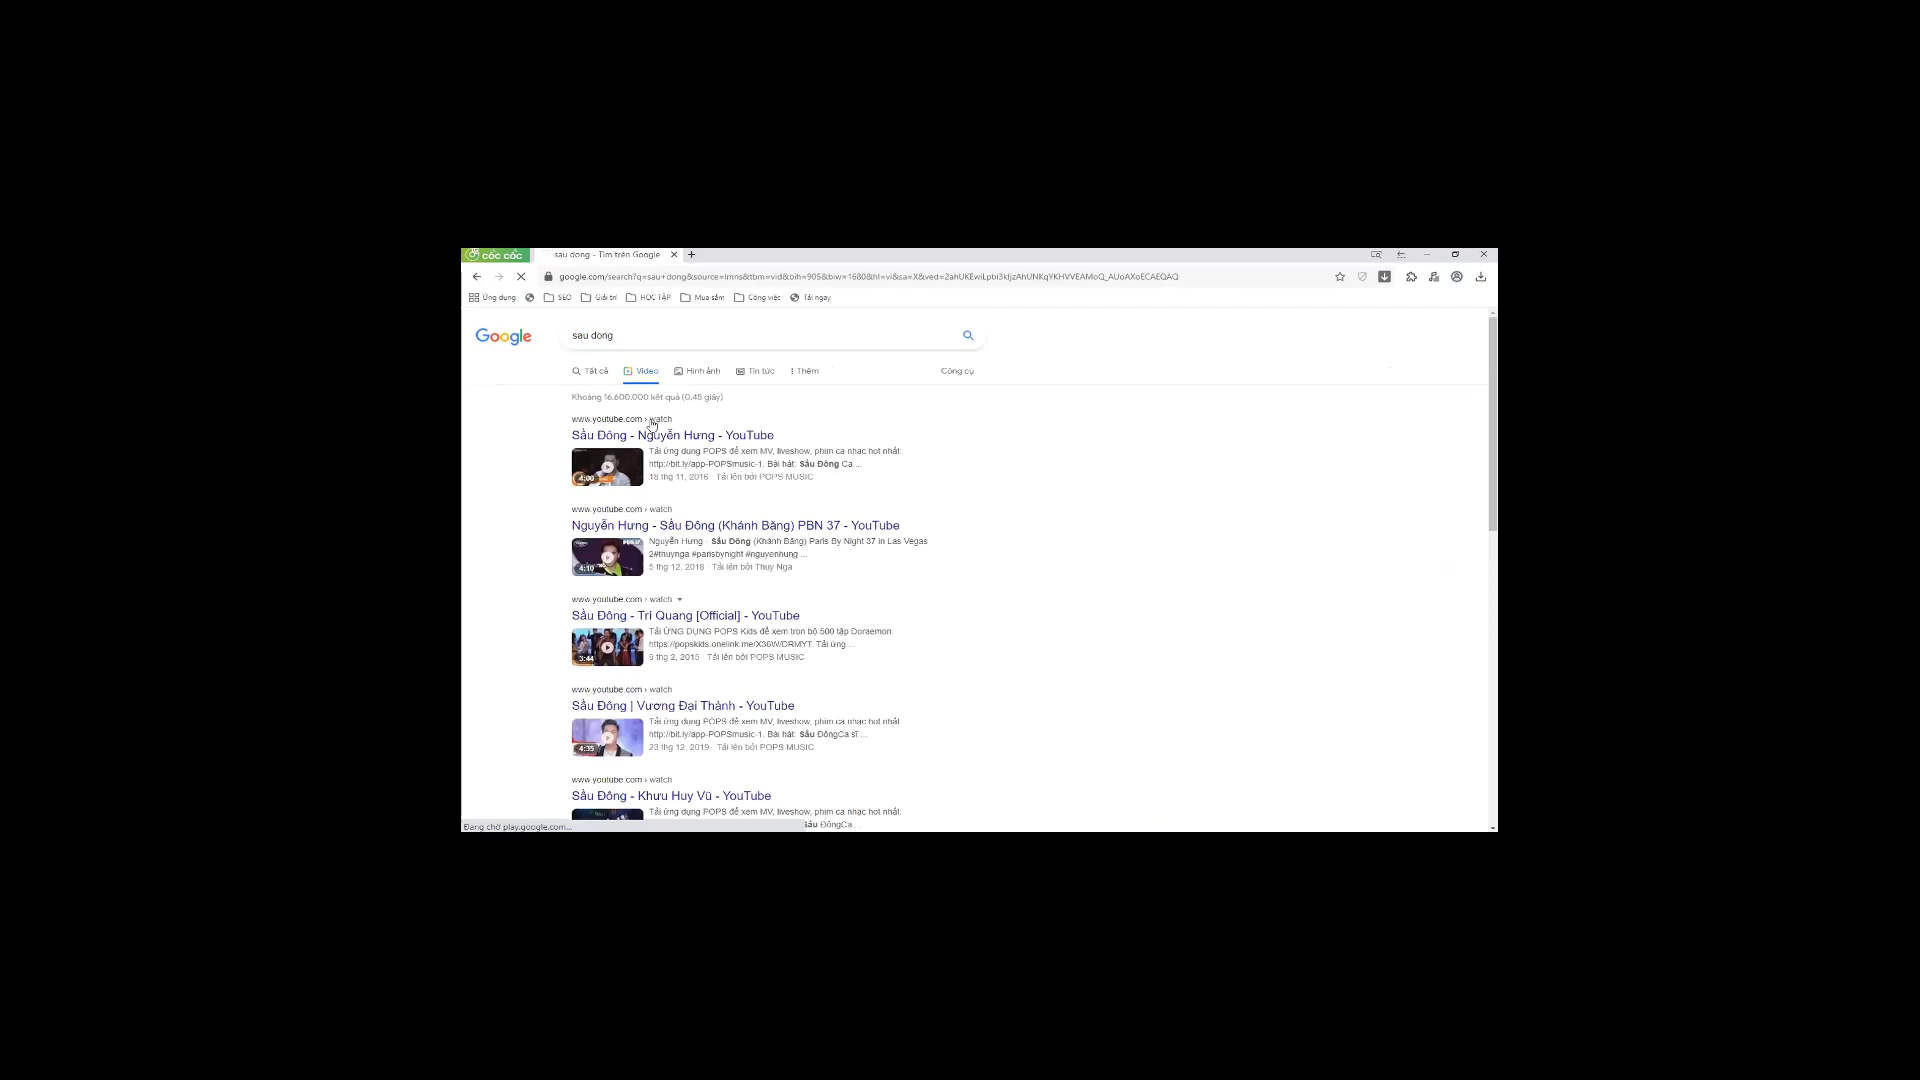 cốc cốc
sau dong - Tìm trên Google
google.com/search?q=sau+dong&source=lmns&tbm=vid&bih=905&biw=1680&hl=vi&sa=X&ved=2ahUKEwiLpbi3kIjzAhUNKqYKHVVEAMoQ_AUoAXoECAEQAQ
Ứng dụng SEO Giải trí HỌC TẬP Mua sắm Công việc Tải ngay
Google sau dong
Tất cả Video Hình ảnh Tin tức Thêm Công cụ
Khoảng 16.600.000 kết quả (0,45 giây)
www.youtube.com › watch
Sầu Đông - Nguyễn Hưng - YouTube
Tải ứng dụng POPS để xem MV, liveshow, phim ca nhạc hot nhất:
http://bit.ly/app-POPSmusic-1. Bài hát: Sầu Đông Ca ...
4:00
18 thg 11, 2016 · Tải lên bởi POPS MUSIC
www.youtube.com › watch
Nguyễn Hưng - Sầu Đông (Khánh Băng) PBN 37 - YouTube
Nguyễn Hưng - Sầu Đông (Khánh Băng) Paris By Night 37 in Las Vegas
2#thuynga #parisbynight #nguyenhung ...
4:10
5 thg 12, 2018 · Tải lên bởi Thuy Nga
www.youtube.com › watch
Sầu Đông - Trí Quang [Official] - YouTube
Tải ỨNG DỤNG POPS Kids để xem trọn bộ 500 tập Doraemon:
https://popskids.onelink.me/X36W/DRMYT. Tải ứng ...
3:44
9 thg 2, 2015 · Tải lên bởi POPS MUSIC
www.youtube.com › watch
Sầu Đông | Vương Đại Thành - YouTube
Tải ứng dụng POPS để xem MV, liveshow, phim ca nhạc hot nhất
http://bit.ly/app-POPSmusic-1. Bài hát: Sầu ĐôngCa sĩ ...
4:35
23 thg 12, 2019 · Tải lên bởi POPS MUSIC
www.youtube.com › watch
Sầu Đông - Khưu Huy Vũ - YouTube
Tải ứng dụng POPS để xem MV, liveshow, phim ca nhạc hot nhất:
Sầu ĐôngCa
Đang chờ play.google.com...